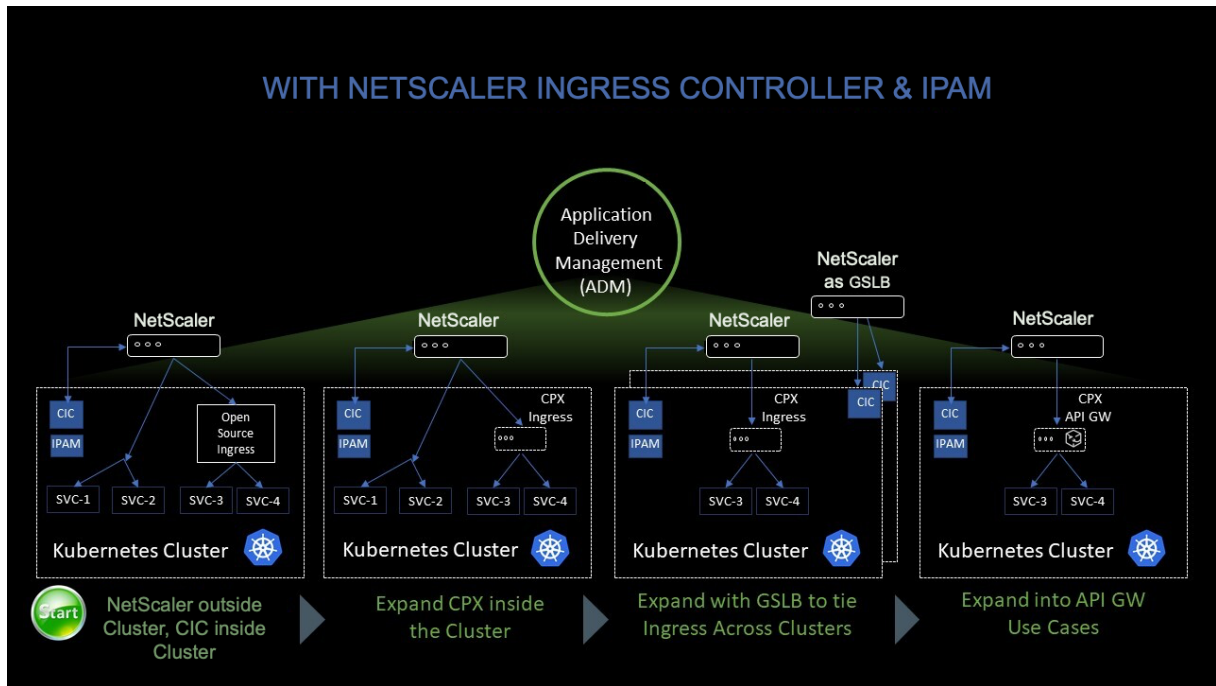 WITH NETSCALER INGRESS CONTROLLER & IPAM
Application
Delivery
Management
(ADM)
NetScaler
as GSLB
NetScaler
NetScaler
NetScaler
NetScaler
CIC
IPAM
Open
Source
Ingress
SVC-1
SVC-2
SVC-3
SVC-4
Kubernetes Cluster
CIC
IPAM
CPX
Ingress
SVC-1
SVC-2
SVC-3
SVC-4
Kubernetes Cluster
CIC
IPAM
CPX
Ingress
CIC
CIC
SVC-3
SVC-4
Kubernetes Cluster
CIC
IPAM
CPX
API GW
SVC-3
SVC-4
Kubernetes Cluster
Start
NetScaler outside
Cluster, CIC inside
Cluster
Expand CPX inside
the Cluster
Expand with GSLB to tie
Ingress Across Clusters
Expand into API GW
Use Cases